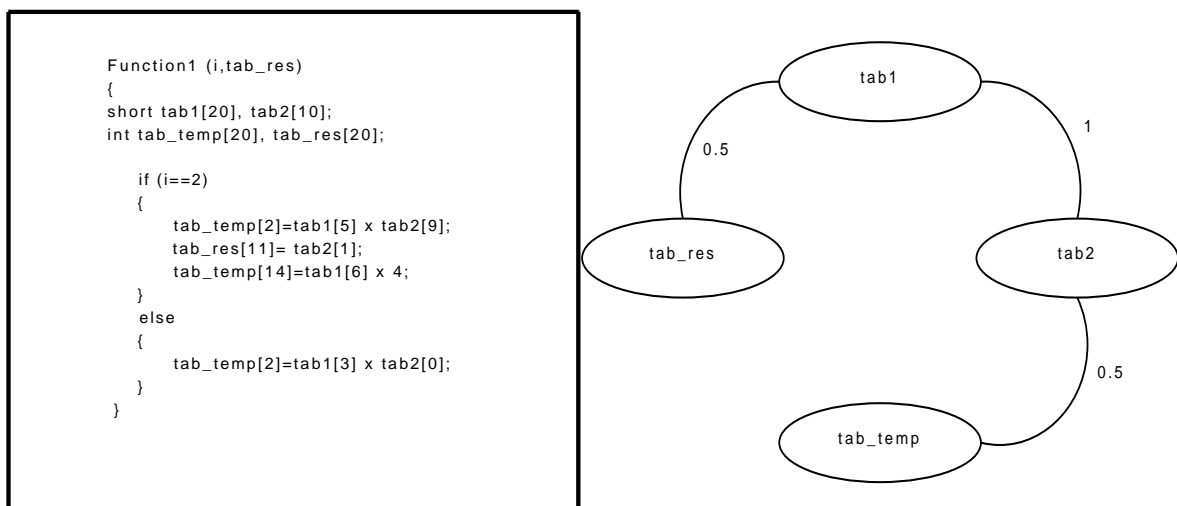 Function1 (i,tab_res)
{
short tab1[20], tab2[10];
int tab_temp[20], tab_res[20];
if (i==2)
{
tab_temp[2]=tab1[5] x tab2[9];
tab_res[11]= tab2[1];
tab_temp[14]=tab1[6] x 4;
}
else
{
tab_temp[2]=tab1[3] x tab2[0];
}
}
tab1
0.5
1
tab_res
tab2
0.5
tab_temp